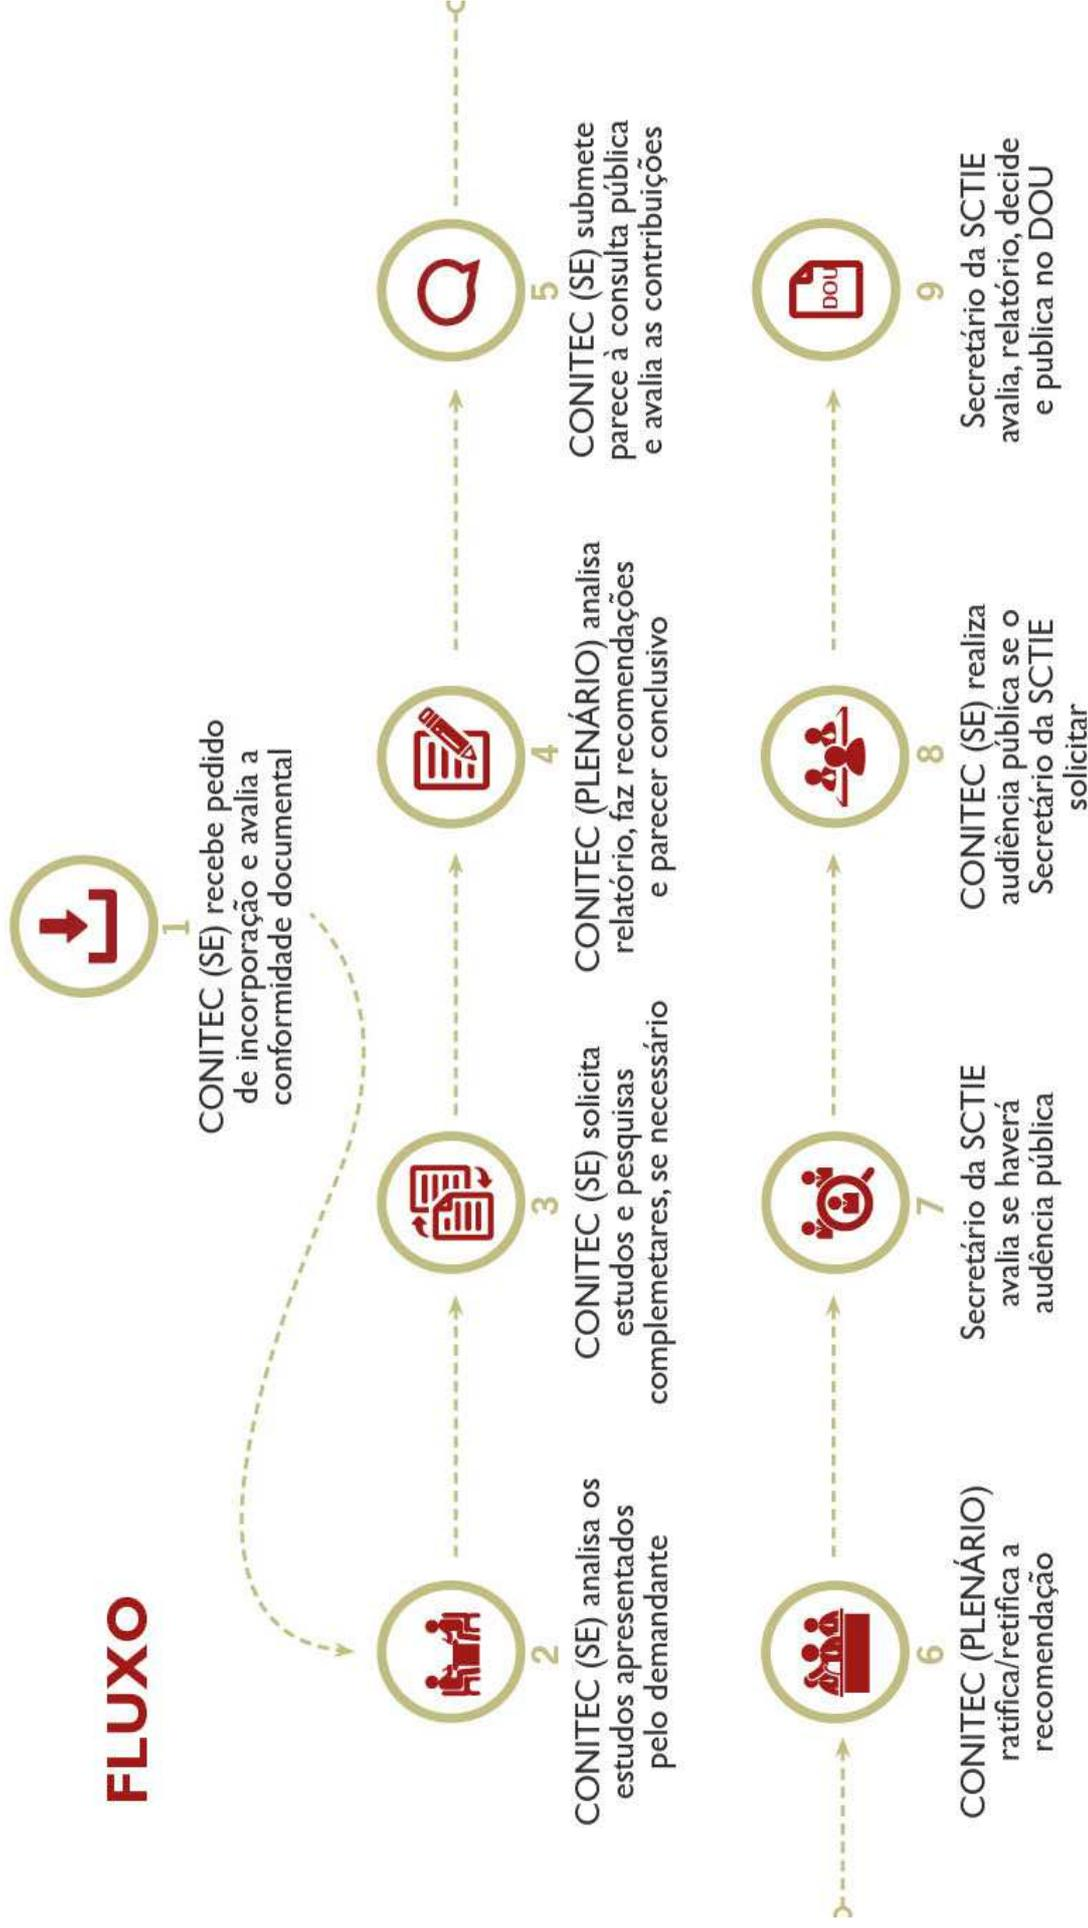 FLUXO
1
CONITEC (SE) recebe pedido
de incorporação e avalia a
conformidade documental
2
CONITEC (SE) analisa os
estudos apresentados
pelo demandante
3
CONITEC (SE) solicita
estudos e pesquisas
complemetares, se necessário
4
CONITEC (PLENÁRIO) analisa
relatório, faz recomendações
e parecer conclusivo
5
CONITEC (SE) submete
parece à consulta pública
e avalia as contribuições
6
CONITEC (PLENÁRIO)
ratifica/retifica a
recomendação
7
Secretário da SCTIE
avalia se haverá
audência pública
8
CONITEC (SE) realiza
audiência pública se o
Secretário da SCTIE
solicitar
DOU
9
Secretário da SCTIE
avalia, relatório, decide
e publica no DOU